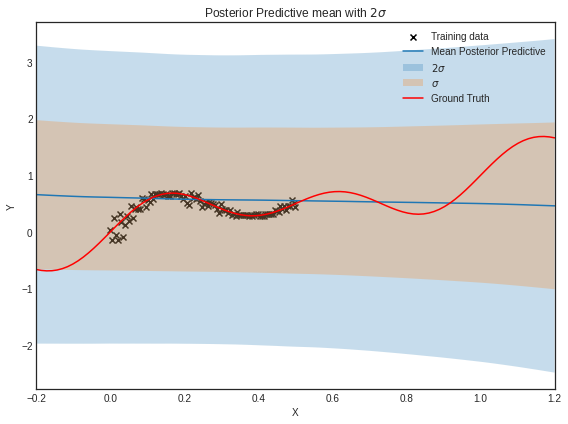 Posterior Predictive mean with 2σ
Training data
Mean Posterior Predictive
2σ
σ
Ground Truth
Y
3
2
1
0
−1
−2
−0.2 0.0 0.2 0.4 0.6 0.8 1.0 1.2
X